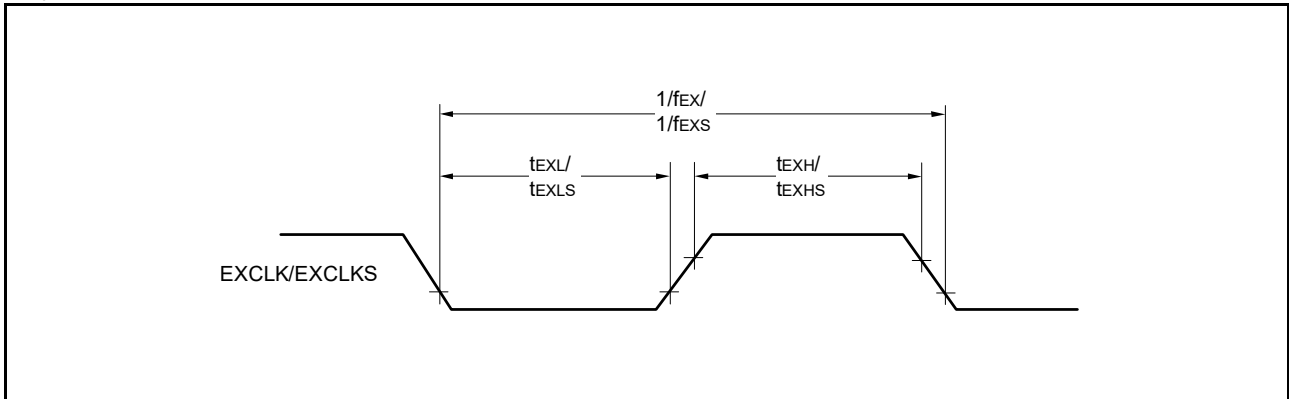 1/fEX/
1/fEXS
tEXL/
tEXLS
tEXH/
tEXHS
EXCLK/EXCLKS